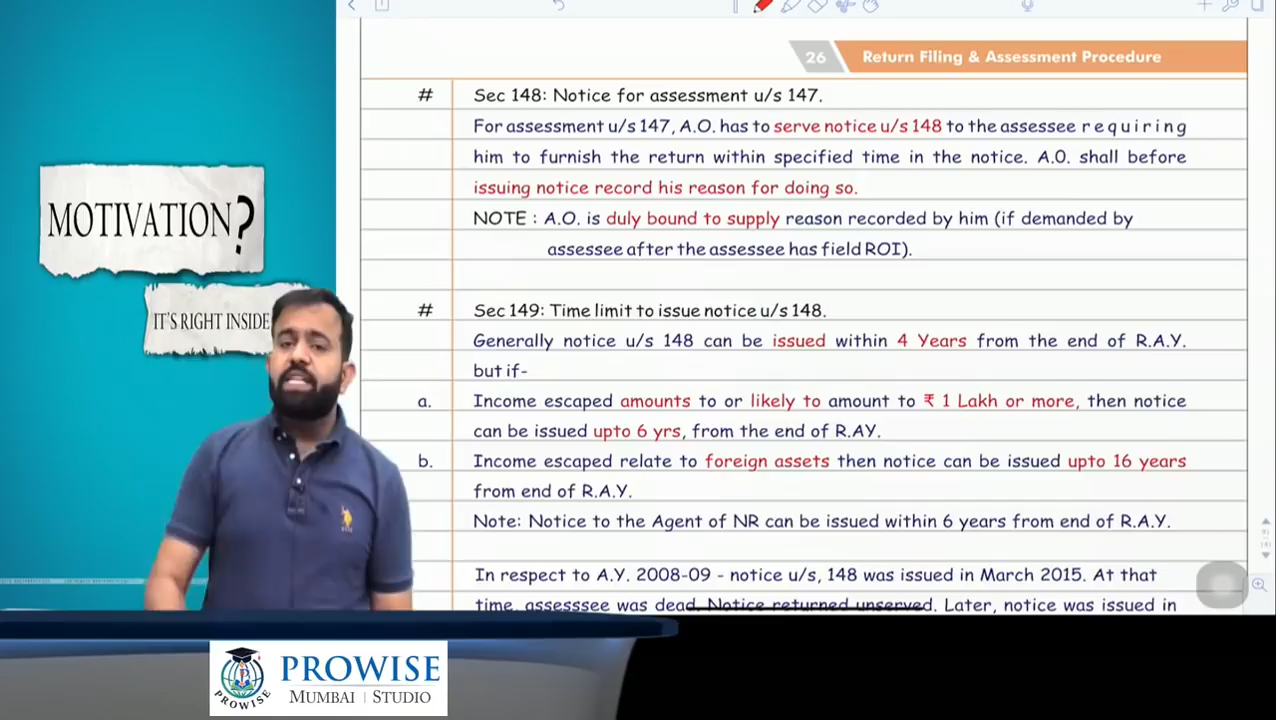 MOTIVATION?
IT'S RIGHT INSIDE
26 Return Filing & Assessment Procedure
# Sec 148: Notice for assessment u/s 147.
For assessment u/s 147, A.O. has to serve notice u/s 148 to the assessee requiring
him to furnish the return within specified time in the notice. A.O. shall before
issuing notice record his reason for doing so.
NOTE : A.O. is duly bound to supply reason recorded by him (if demanded by
assessee after the assessee has field ROI).
# Sec 149: Time limit to issue notice u/s 148.
Generally notice u/s 148 can be issued within 4 Years from the end of R.A.Y.
but if-
a. Income escaped amounts to or likely to amount to ₹ 1 Lakh or more, then notice
can be issued upto 6 yrs, from the end of R.AY.
b. Income escaped relate to foreign assets then notice can be issued upto 16 years
from end of R.A.Y.
Note: Notice to the Agent of NR can be issued within 6 years from end of R.A.Y.
In respect to A.Y. 2008-09 - notice u/s, 148 was issued in March 2015. At that
time, assesssee was dead. Notice returned unserved. Later, notice was issued in
PROWISE
PROWISE
MUMBAI | STUDIO